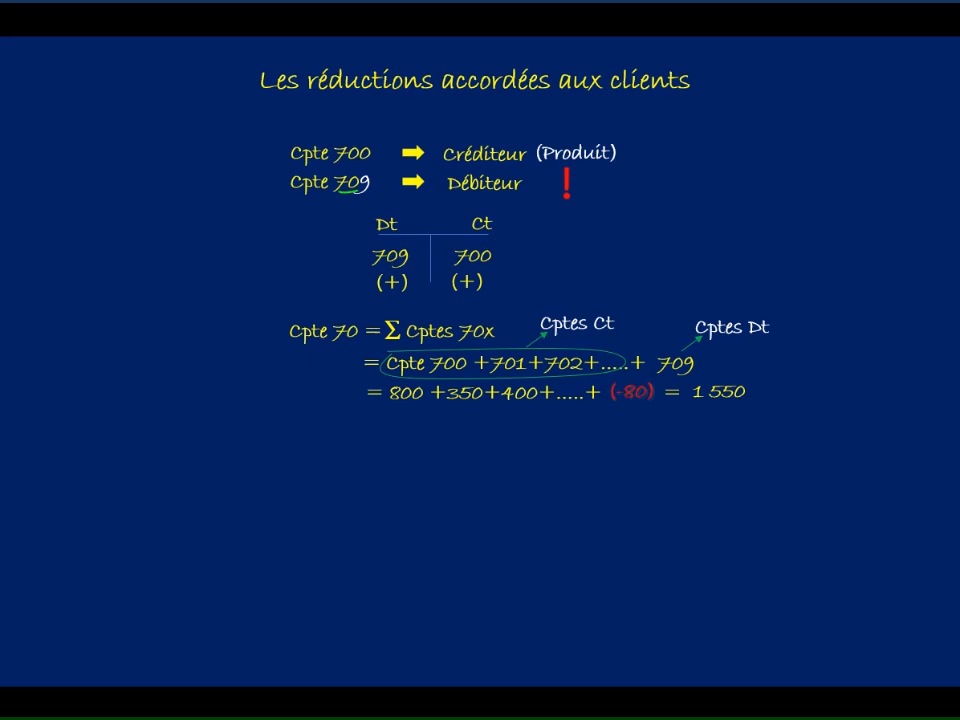 Les réductions accordées aux clients
Cpte 700 ➡ Créditeur (Produit)
Cpte 709 ➡ Débiteur ❗
Dt Ct
709 700
(+) (+)
Cptes Ct Cptes Dt
Cpte 70 = Σ Cptes 70x
= Cpte 700 +701+702+.....+ 709
= 800 +350+400+.....+ (-80) = 1 550